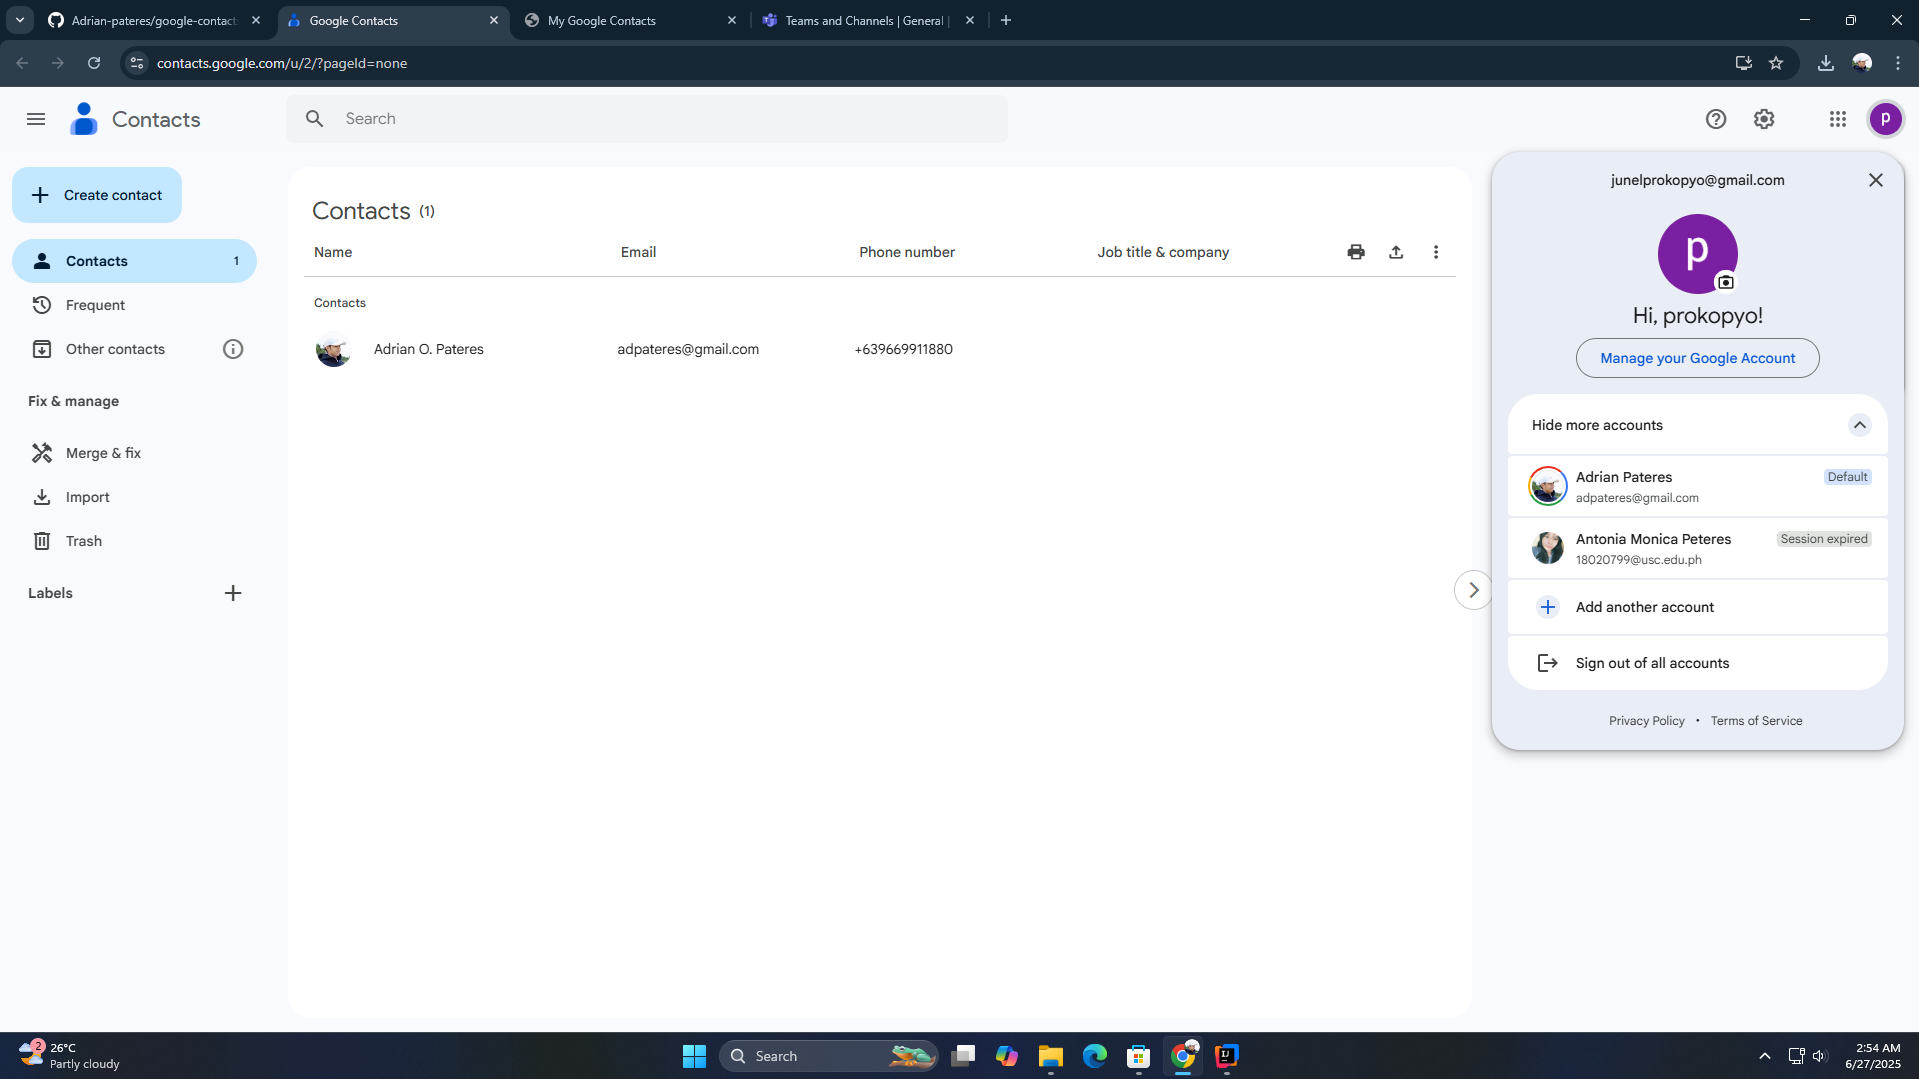 Adrian-pateres/google-contacts
Google Contacts
My Google Contacts
Teams and Channels | General |
contacts.google.com/u/2/?pageId=none
Contacts
Search
p
Create contact
Contacts 1
Frequent
Other contacts
Fix & manage
Merge & fix
Import
Trash
Labels
Contacts (1)
Name Email Phone number Job title & company
Contacts
Adrian O. Pateres adpateres@gmail.com +639669911880
junelprokopyo@gmail.com
p
Hi, prokopyo!
Manage your Google Account
Hide more accounts
Adrian Pateres Default
adpateres@gmail.com
Antonia Monica Peteres Session expired
18020799@usc.edu.ph
Add another account
Sign out of all accounts
Privacy Policy • Terms of Service
2
26°C
Partly cloudy
Search
IJ
2:54 AM
6/27/2025